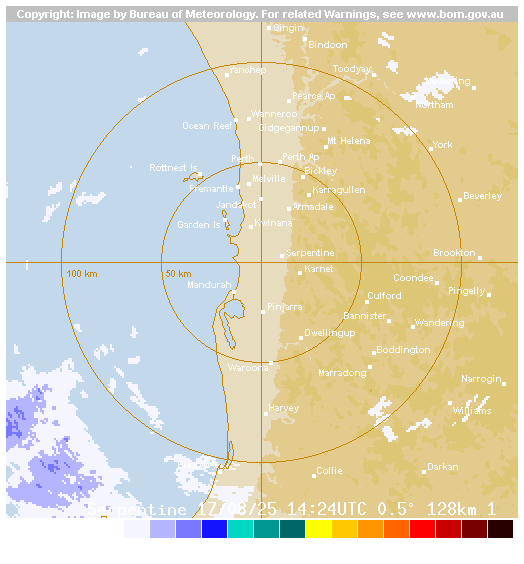 Copyright: Image by Bureau of Meteorology. For related Warnings, see www.bom.gov.au
Gingin
Bindoon
Yanchep
Toodyay
Pearce Ap
Northam
Wanneroo
Ocean Reef
Gidgegannup
Mt Helena
York
Perth
Perth Ap
Rottnest Is
Bickley
Melville
Fremantle
Karragullen
Beverley
Jandakot
Armadale
Garden Is
Kwinana
Serpentine
Brookton
100 km
50 km
Karnet
Coondee
Mandurah
Pingelly
Culford
Pinjarra
Bannister
Wandering
Dwellingup
Boddington
Waroona
Marradong
Narrogin
Harvey
Williams
Collie
Darkan
Serpentine 17/08/25 14:24UTC 0.5° 128km 1